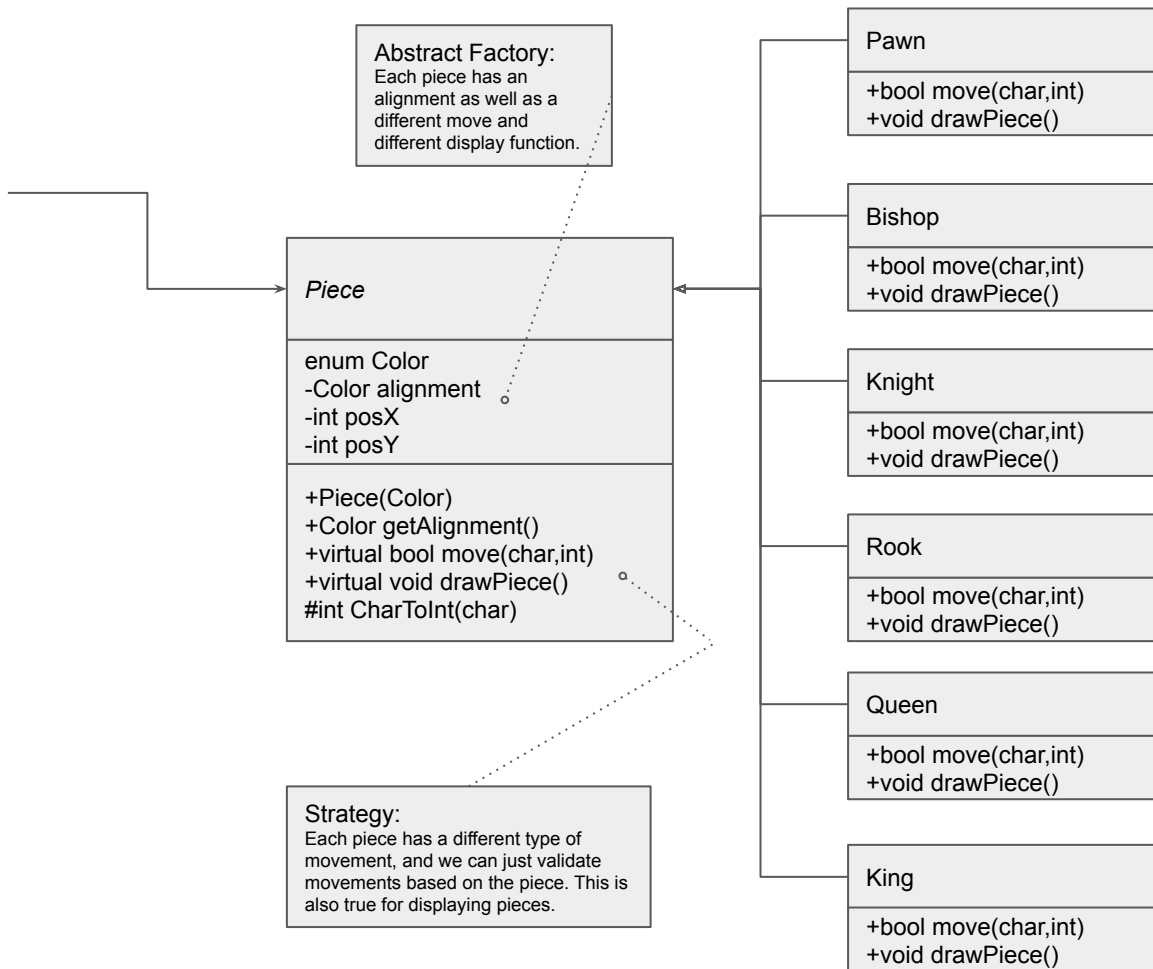 Abstract Factory:
Each piece has an
alignment as well as a
different move and
different display function.
Piece
enum Color
-Color alignment
-int posX
-int posY
+Piece(Color)
+Color getAlignment()
+virtual bool move(char,int)
+virtual void drawPiece()
#int CharToInt(char)
Strategy:
Each piece has a different type of
movement, and we can just validate
movements based on the piece. This is
also true for displaying pieces.
Pawn
+bool move(char,int)
+void drawPiece()
Bishop
+bool move(char,int)
+void drawPiece()
Knight
+bool move(char,int)
+void drawPiece()
Rook
+bool move(char,int)
+void drawPiece()
Queen
+bool move(char,int)
+void drawPiece()
King
+bool move(char,int)
+void drawPiece()